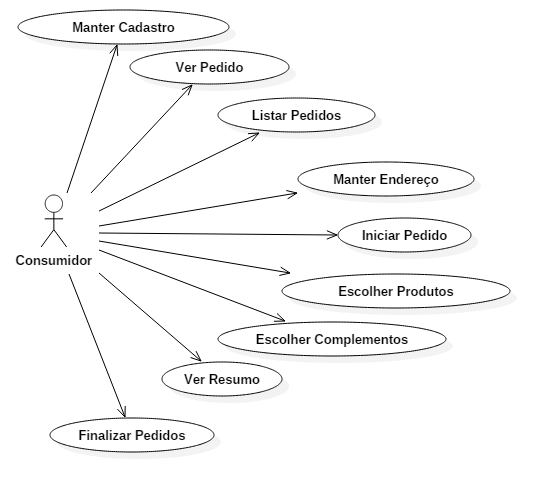 Manter Cadastro
Ver Pedido
Listar Pedidos
Manter Endereço
Iniciar Pedido
Consumidor
Escolher Produtos
Escolher Complementos
Ver Resumo
Finalizar Pedidos